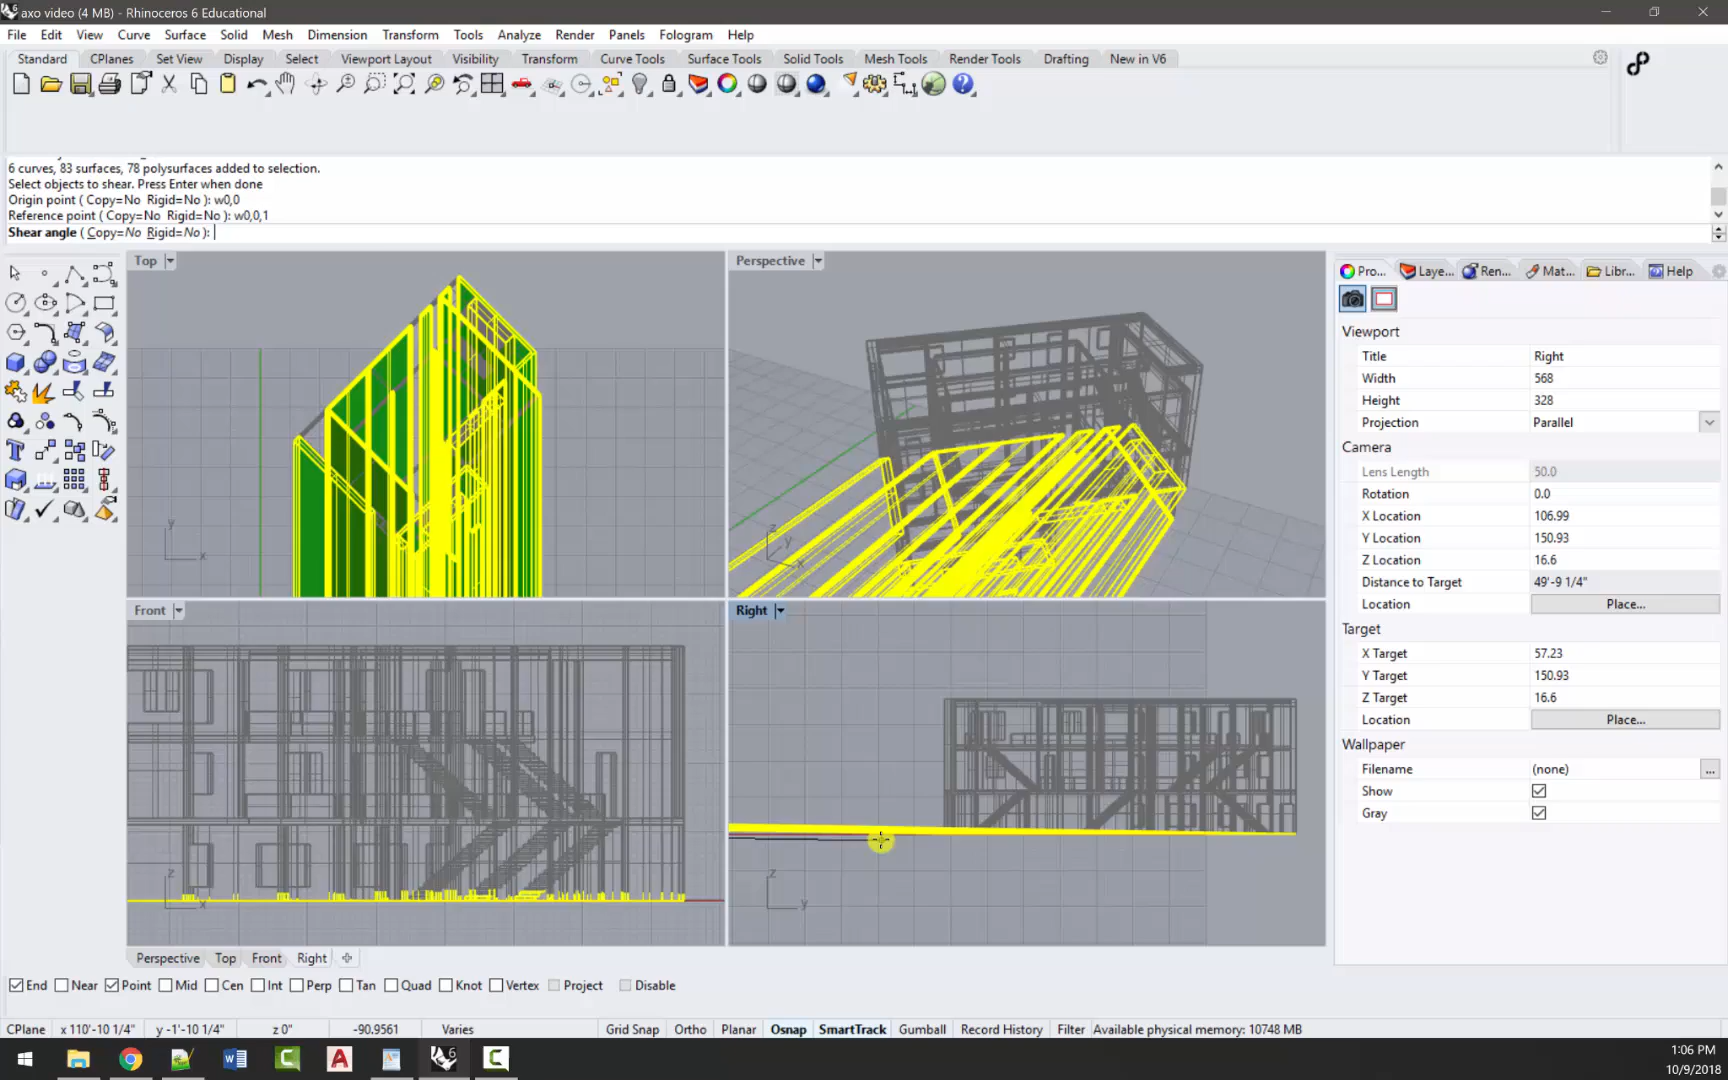 axo video (4 MB) - Rhinoceros 6 Educational
File Edit View Curve Surface Solid Mesh Dimension Transform Tools Analyze Render Panels Fologram Help
Standard CPlanes Set View Display Select Viewport Layout Visibility Transform Curve Tools Surface Tools Solid Tools Mesh Tools Render Tools Drafting New in V6
6 curves, 83 surfaces, 78 polysurfaces added to selection.
Select objects to shear. Press Enter when done
Origin point ( Copy=No Rigid=No ): w0,0
Reference point ( Copy=No Rigid=No ): w0,0,1
Shear angle ( Copy=No Rigid=No ):
Top
Perspective
Pro... Laye... Ren... Mat... Libr... Help
Viewport
Title Right
Width 568
Height 328
Projection Parallel
Camera
Lens Length 50.0
Rotation 0.0
X Location 106.99
Y Location 150.93
Z Location 16.6
Distance to Target 49'-9 1/4"
Location Place...
Target
X Target 57.23
Y Target 150.93
Z Target 16.6
Location Place...
Wallpaper
Filename (none) ...
Show
Gray
y
x
z
y
x
Front
Right
z
x
z
y
Perspective Top Front Right
End Near Point Mid Cen Int Perp Tan Quad Knot Vertex Project Disable
CPlane x 110'-10 1/4" y -1'-10 1/4" z 0" -90.9561 Varies Grid Snap Ortho Planar Osnap SmartTrack Gumball Record History Filter Available physical memory: 10748 MB
1:06 PM
10/9/2018